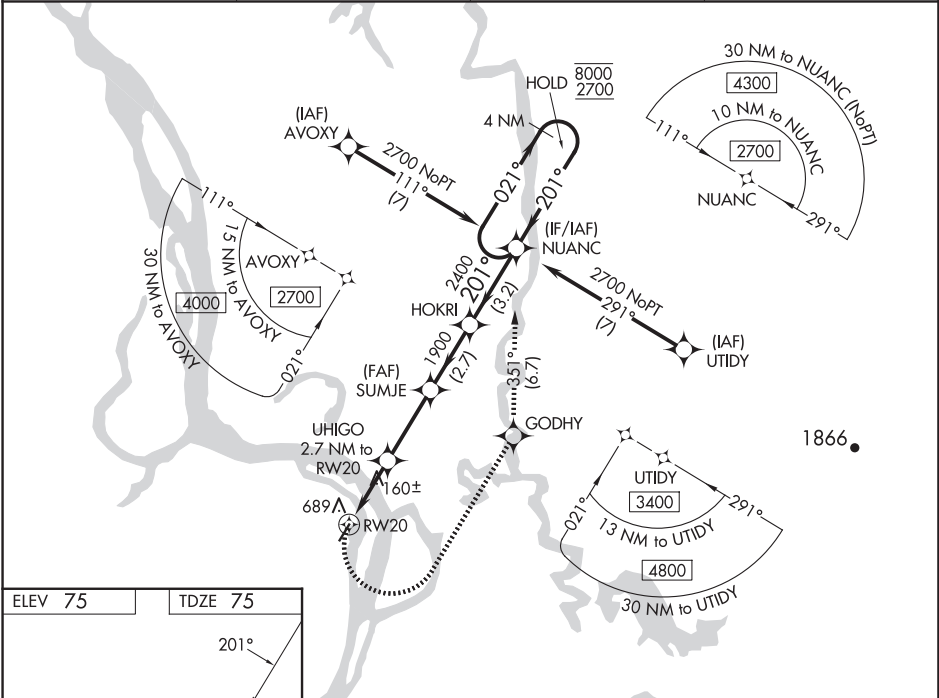 HOLD 8000
2700
4 NM
(IAF)
AVOXY
2700 NoPT
111°
(7)
021°
201°
(IF/IAF)
NUANC
30 NM to NUANC (NoPT)
4300
10 NM to NUANC
2700
111°
NUANC
291°
111°
15 NM to AVOXY
AVOXY
2700
30 NM to AVOXY
4000
021°
2400
201°
(3.2)
HOKRI
1900
(2.7)
(FAF)
SUMJE
2700 NoPT
291°
(7)
(IAF)
UTIDY
351°
(6.7)
GODHY
UHIGO
2.7 NM to
RW20
160±
689
RW20
1866
UTIDY
3400
021°
291°
13 NM to UTIDY
4800
30 NM to UTIDY
ELEV 75
TDZE 75
201°